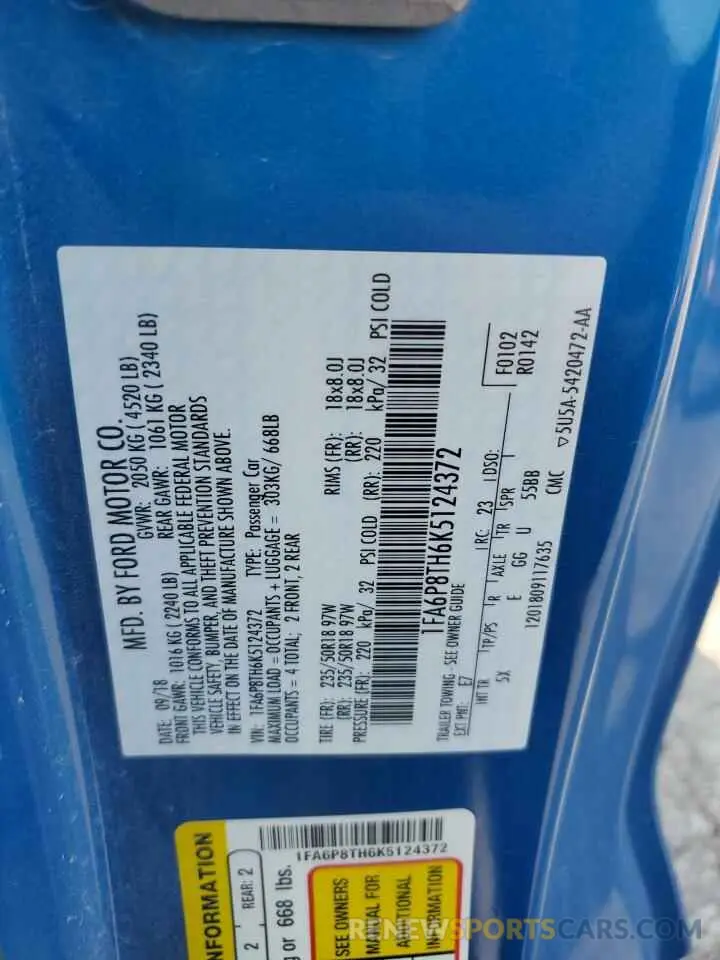 MFD. BY FORD MOTOR CO.
DATE: 09/18 GVWR: 2050 KG (4520 LB)
FRONT GAWR: 1016 KG (2240 LB) REAR GAWR: 1061 KG (2340 LB)
THIS VEHICLE CONFORMS TO ALL APPLICABLE FEDERAL MOTOR
VEHICLE SAFETY, BUMPER, AND THEFT PREVENTION STANDARDS
IN EFFECT ON THE DATE OF MANUFACTURE SHOWN ABOVE.
VIN: 1FA6P8TH6K5124372 TYPE: Passenger Car
MAXIMUM LOAD = OCCUPANTS + LUGGAGE = 303KG/ 668LB
OCCUPANTS = 4 TOTAL; 2 FRONT, 2 REAR
TIRE (FR): 235/50R18 97W RIMS (FR): 18x8.0J
(RR): 235/50R18 97W (RR): 18x8.0J
PRESSURE (FR): 220 kPa/ 32 PSI COLD (RR): 220 kPa/ 32 PSI COLD
1FA6P8TH6K5124372
TRAILER TOWING - SEE OWNER GUIDE
EXT PNT: E7 RC: 23 DSO: F0102
R0142
INT TR TP/PS R AXLE TR SPR
5X E GG U 55BB
1201809117635 CMC
▽5U5A-5420472-AA
NFORMATION
1FA6P8TH6K5124372
2 REAR: 2
g or 668 lbs.
SEE OWNERS
MANUAL FOR
ADDITIONAL
INFORMATION
RENEWSPORTSCAR.COM